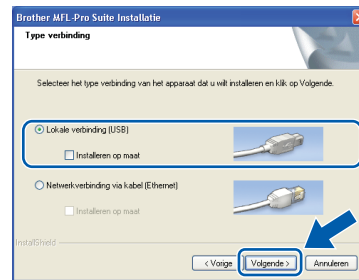 Brother MFL-Pro Suite Installatie
Type verbinding
Selecteer het type verbinding van het apparaat dat u wilt installeren en klik op Volgende.
Lokale verbinding (USB)
Installeren op maat
Netwerkverbinding via kabel (Ethernet)
Installeren op maat
InstallShield
< Vorige Volgende > Annuleren